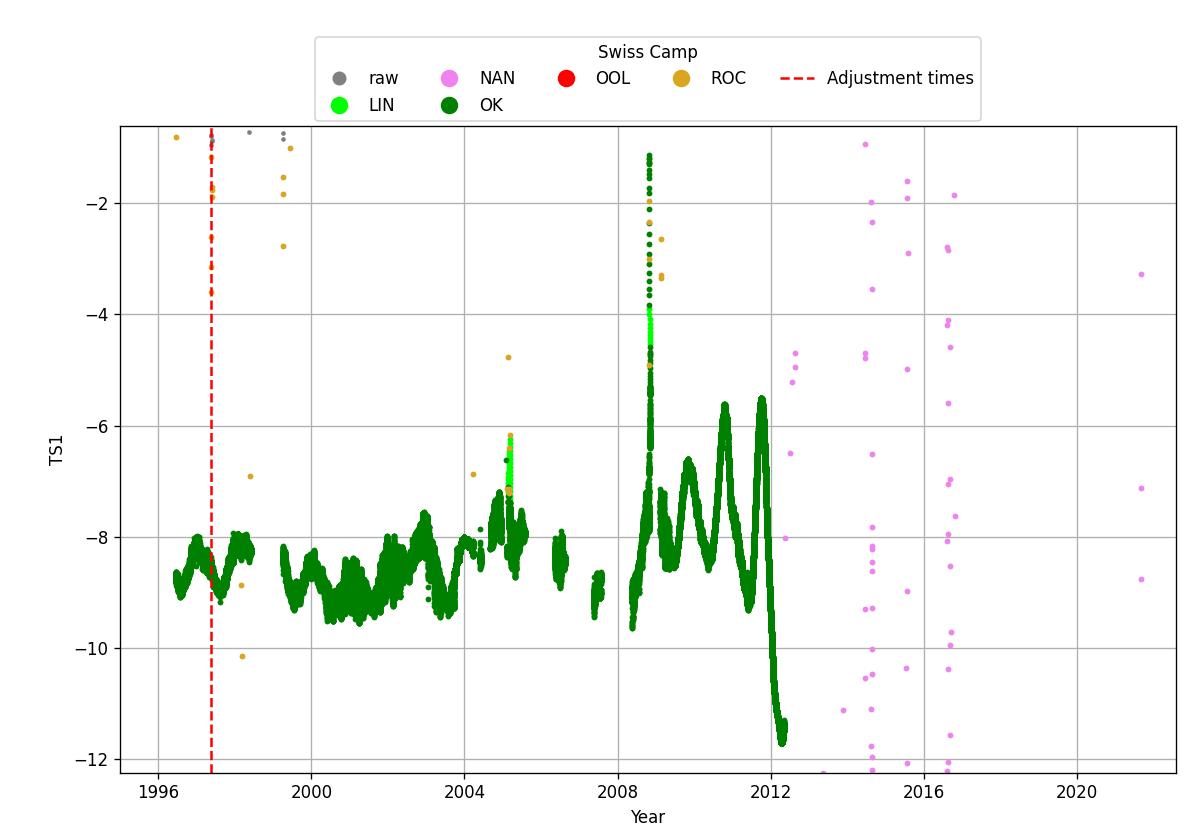 Swiss Camp
raw NAN OOL ROC Adjustment times
LIN OK
TS1
−2
−4
−6
−8
−10
−12
1996 2000 2004 2008 2012 2016 2020
Year